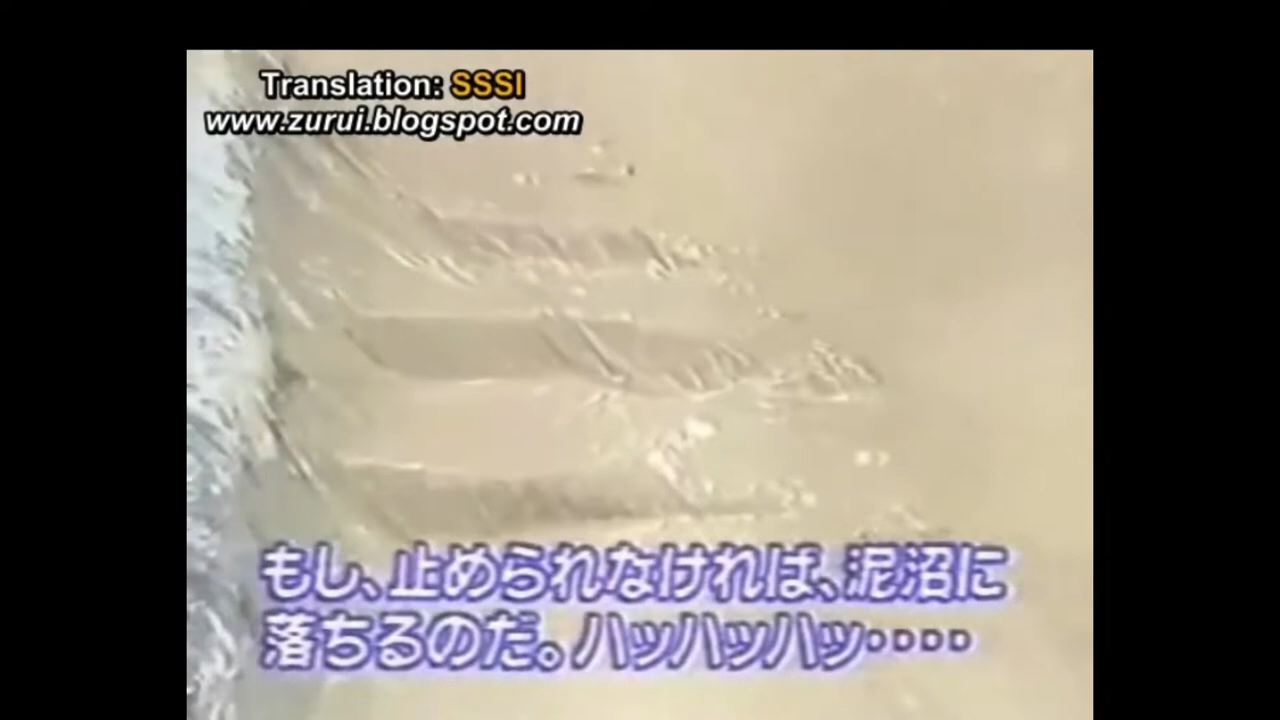 Translation: SSSI
www.zurui.blogspot.com
もし、止められなければ、泥沼に
落ちるのだ。ハッハッハッ・・・・